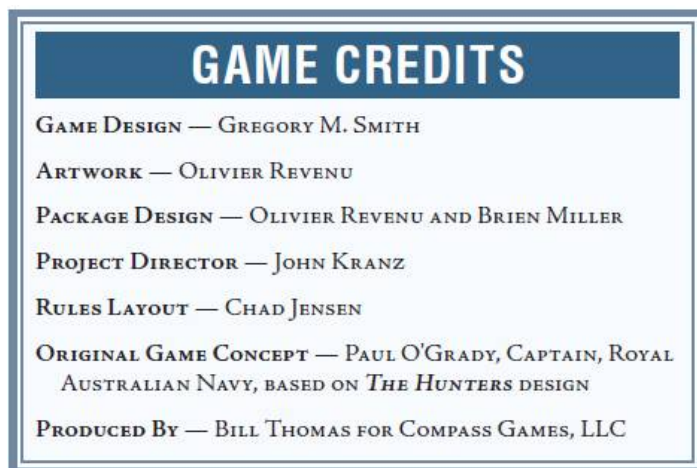 GAME CREDITS
Game Design — Gregory M. Smith
Artwork — Olivier Revenu
Package Design — Olivier Revenu and Brien Miller
Project Director — John Kranz
Rules Layout — Chad Jensen
Original Game Concept — Paul O'Grady, Captain, Royal
Australian Navy, based on The Hunters design
Produced By — Bill Thomas for Compass Games, LLC